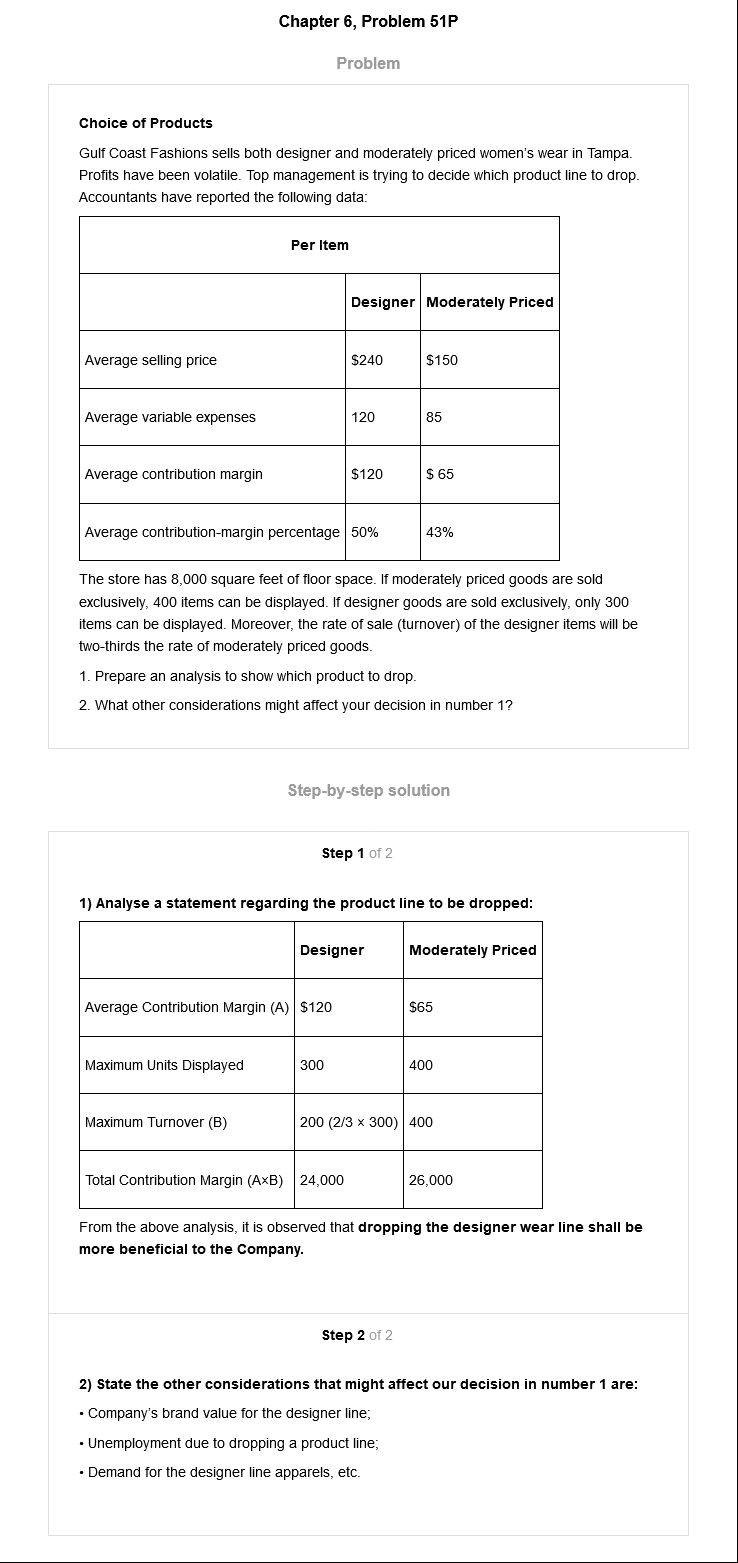 Chapter 6, Problem 51P
Problem
Choice of Products
Gulf Coast Fashions sells both designer and moderately priced women's wear in Tampa.
Profits have been volatile. Top management is trying to decide which product line to drop.
Accountants have reported the following data:
Per Item
Designer Moderately Priced
Average selling price $240 $150
Average variable expenses 120 85
Average contribution margin $120 $ 65
Average contribution-margin percentage 50% 43%
The store has 8,000 square feet of floor space. If moderately priced goods are sold
exclusively, 400 items can be displayed. If designer goods are sold exclusively, only 300
items can be displayed. Moreover, the rate of sale (turnover) of the designer items will be
two-thirds the rate of moderately priced goods.
1. Prepare an analysis to show which product to drop.
2. What other considerations might affect your decision in number 1?
Step-by-step solution
Step 1 of 2
1) Analyse a statement regarding the product line to be dropped:
Designer Moderately Priced
Average Contribution Margin (A) $120 $65
Maximum Units Displayed 300 400
Maximum Turnover (B) 200 (2/3 × 300) 400
Total Contribution Margin (A×B) 24,000 26,000
From the above analysis, it is observed that dropping the designer wear line shall be
more beneficial to the Company.
Step 2 of 2
2) State the other considerations that might affect our decision in number 1 are:
• Company's brand value for the designer line;
• Unemployment due to dropping a product line;
• Demand for the designer line apparels, etc.